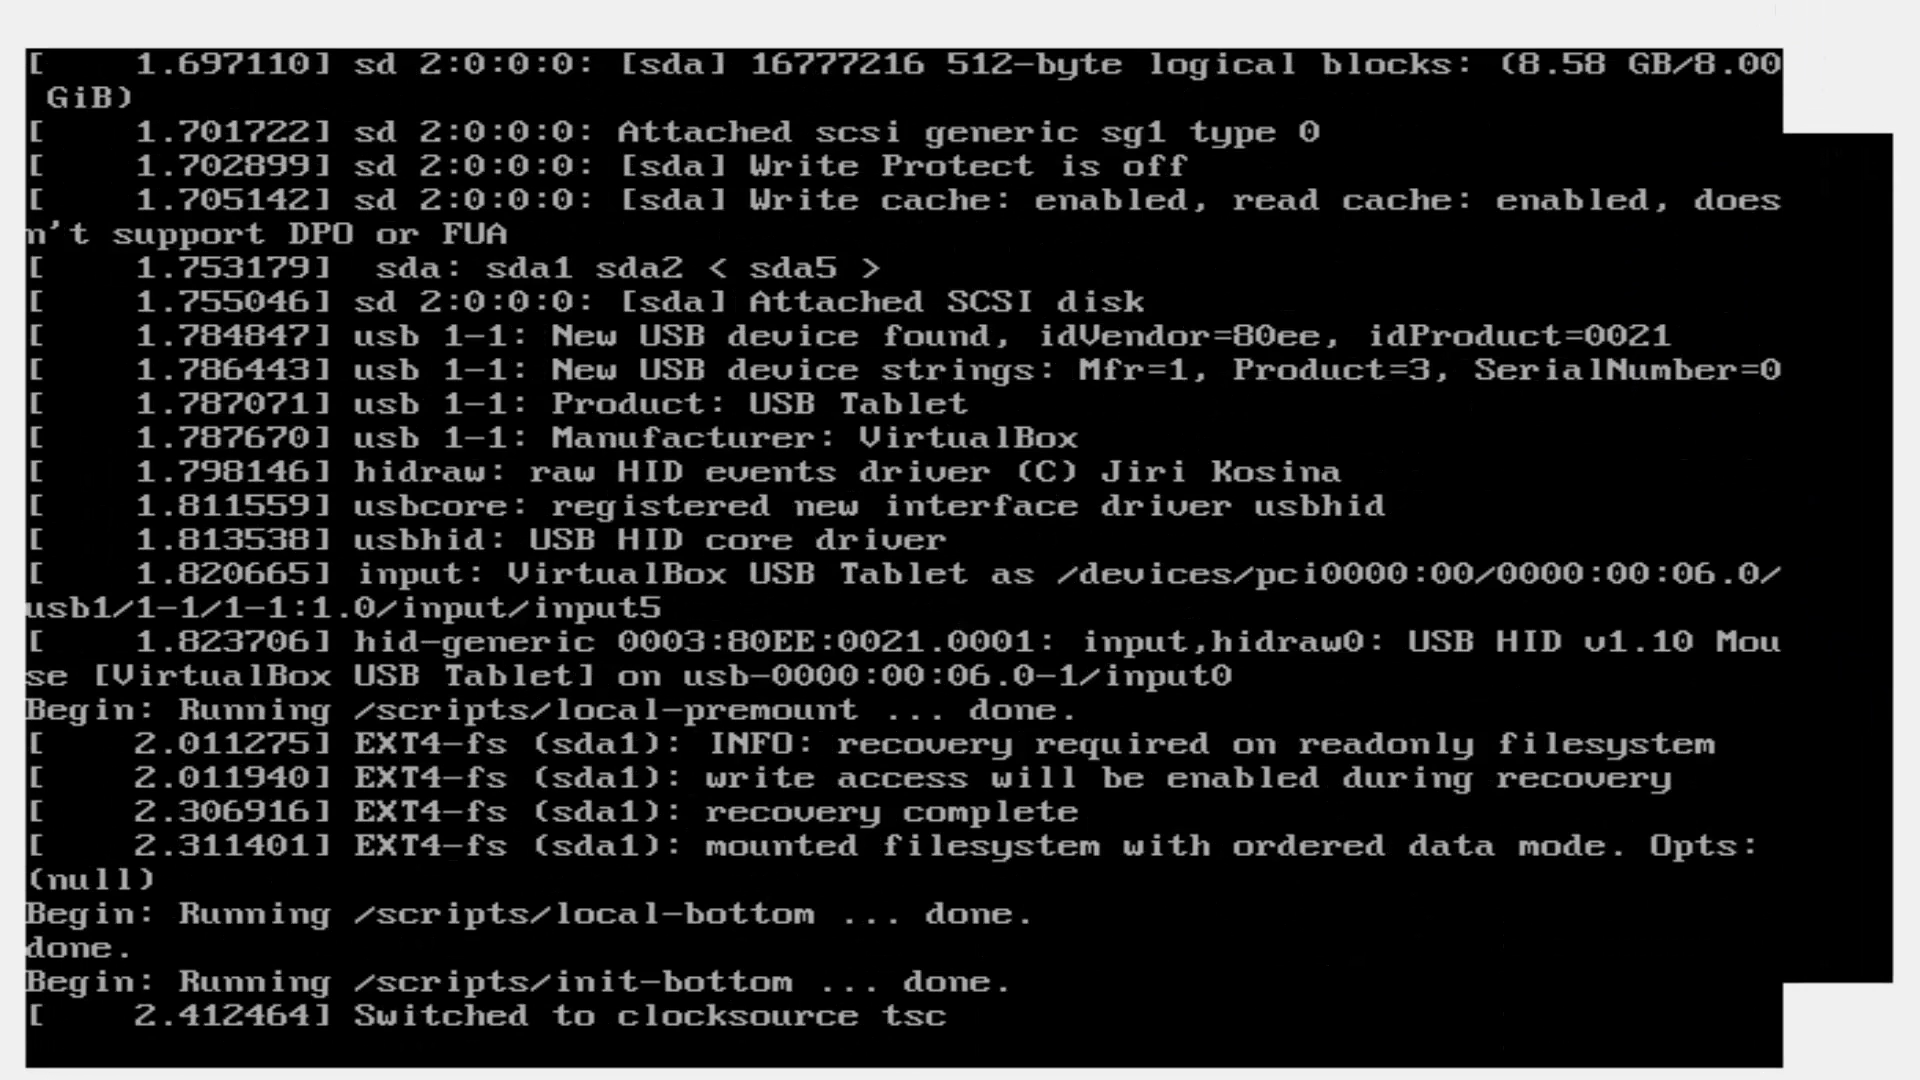 [    1.697110] sd 2:0:0:0: [sda] 16777216 512-byte logical blocks: (8.58 GB/8.00
 GiB)
[    1.701722] sd 2:0:0:0: Attached scsi generic sg1 type 0
[    1.702899] sd 2:0:0:0: [sda] Write Protect is off
[    1.705142] sd 2:0:0:0: [sda] Write cache: enabled, read cache: enabled, does
n't support DPO or FUA
[    1.753179]  sda: sda1 sda2 < sda5 >
[    1.755046] sd 2:0:0:0: [sda] Attached SCSI disk
[    1.784847] usb 1-1: New USB device found, idVendor=80ee, idProduct=0021
[    1.786443] usb 1-1: New USB device strings: Mfr=1, Product=3, SerialNumber=0
[    1.787071] usb 1-1: Product: USB Tablet
[    1.787670] usb 1-1: Manufacturer: VirtualBox
[    1.798146] hidraw: raw HID events driver (C) Jiri Kosina
[    1.811559] usbcore: registered new interface driver usbhid
[    1.813538] usbhid: USB HID core driver
[    1.820665] input: VirtualBox USB Tablet as /devices/pci0000:00/0000:00:06.0/
usb1/1-1/1-1:1.0/input/input5
[    1.823706] hid-generic 0003:80EE:0021.0001: input,hidraw0: USB HID v1.10 Mou
se [VirtualBox USB Tablet] on usb-0000:00:06.0-1/input0
Begin: Running /scripts/local-premount ... done.
[    2.011275] EXT4-fs (sda1): INFO: recovery required on readonly filesystem
[    2.011940] EXT4-fs (sda1): write access will be enabled during recovery
[    2.306916] EXT4-fs (sda1): recovery complete
[    2.311401] EXT4-fs (sda1): mounted filesystem with ordered data mode. Opts:
(null)
Begin: Running /scripts/local-bottom ... done.
done.
Begin: Running /scripts/init-bottom ... done.
[    2.412464] Switched to clocksource tsc